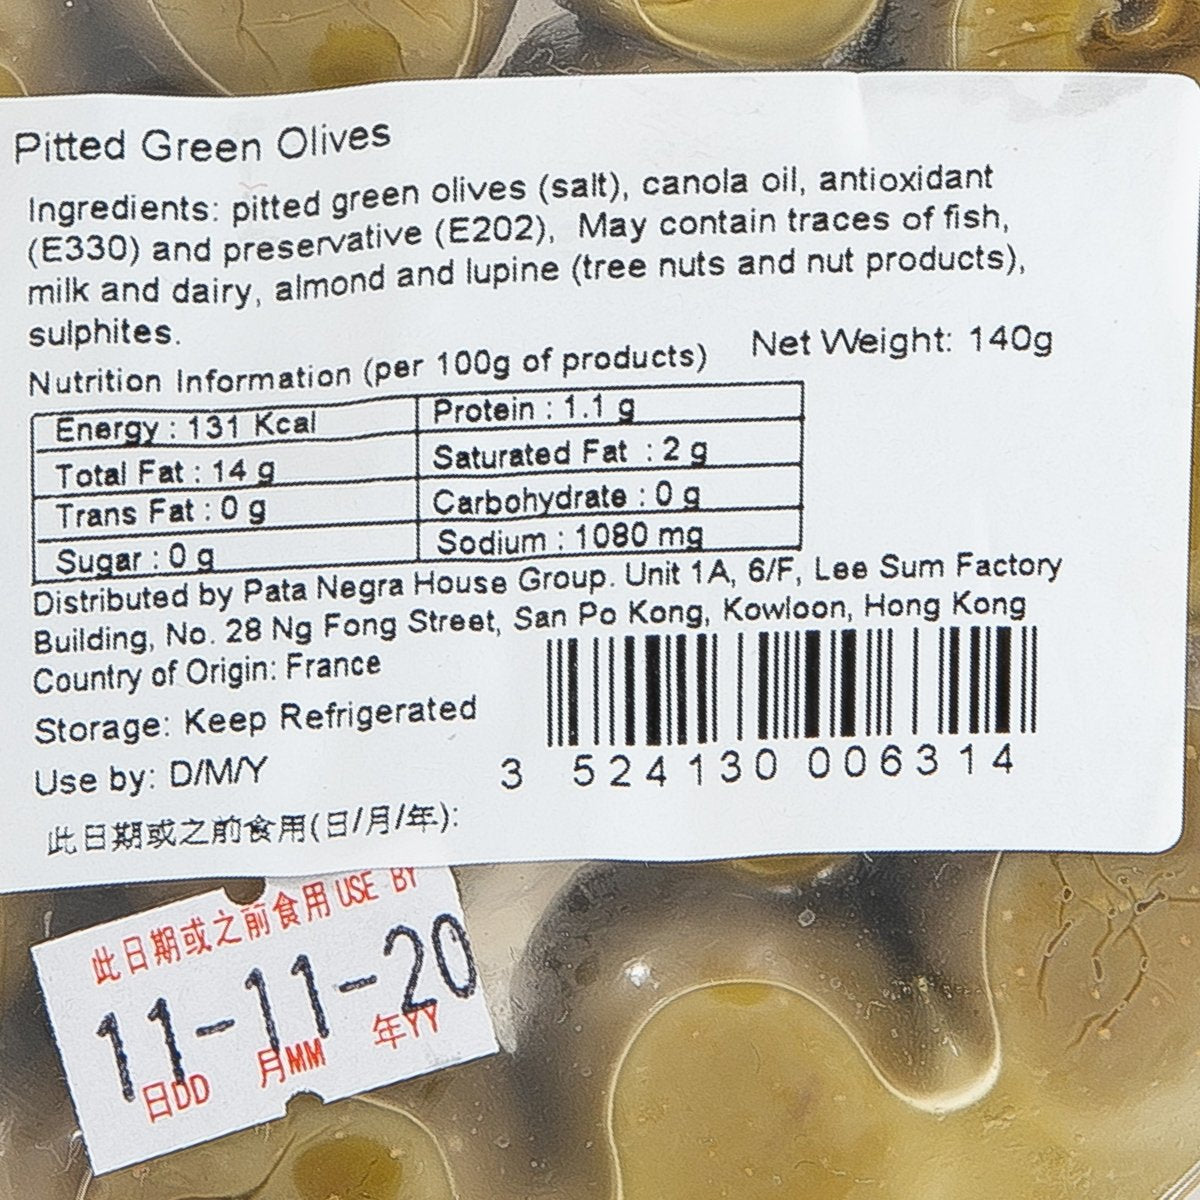 Pitted Green Olives
Ingredients: pitted green olives (salt), canola oil, antioxidant
(E330) and preservative (E202),  May contain traces of fish,
milk and dairy, almond and lupine (tree nuts and nut products),
sulphites.
Nutrition Information (per 100g of products) Net Weight: 140g
Energy : 131 Kcal Protein : 1.1 g
Total Fat : 14 g Saturated Fat : 2 g
Trans Fat : 0 g Carbohydrate : 0 g
Sugar : 0 g Sodium : 1080 mg
Distributed by Pata Negra House Group. Unit 1A, 6/F, Lee Sum Factory
Building, No. 28 Ng Fong Street, San Po Kong, Kowloon, Hong Kong
Country of Origin: France
Storage: Keep Refrigerated
Use by: D/M/Y
3 524130 006314
此日期或之前食用(日/月/年):
此日期或之前食用 USE BY
11-11-20
日DD 月MM 年YY